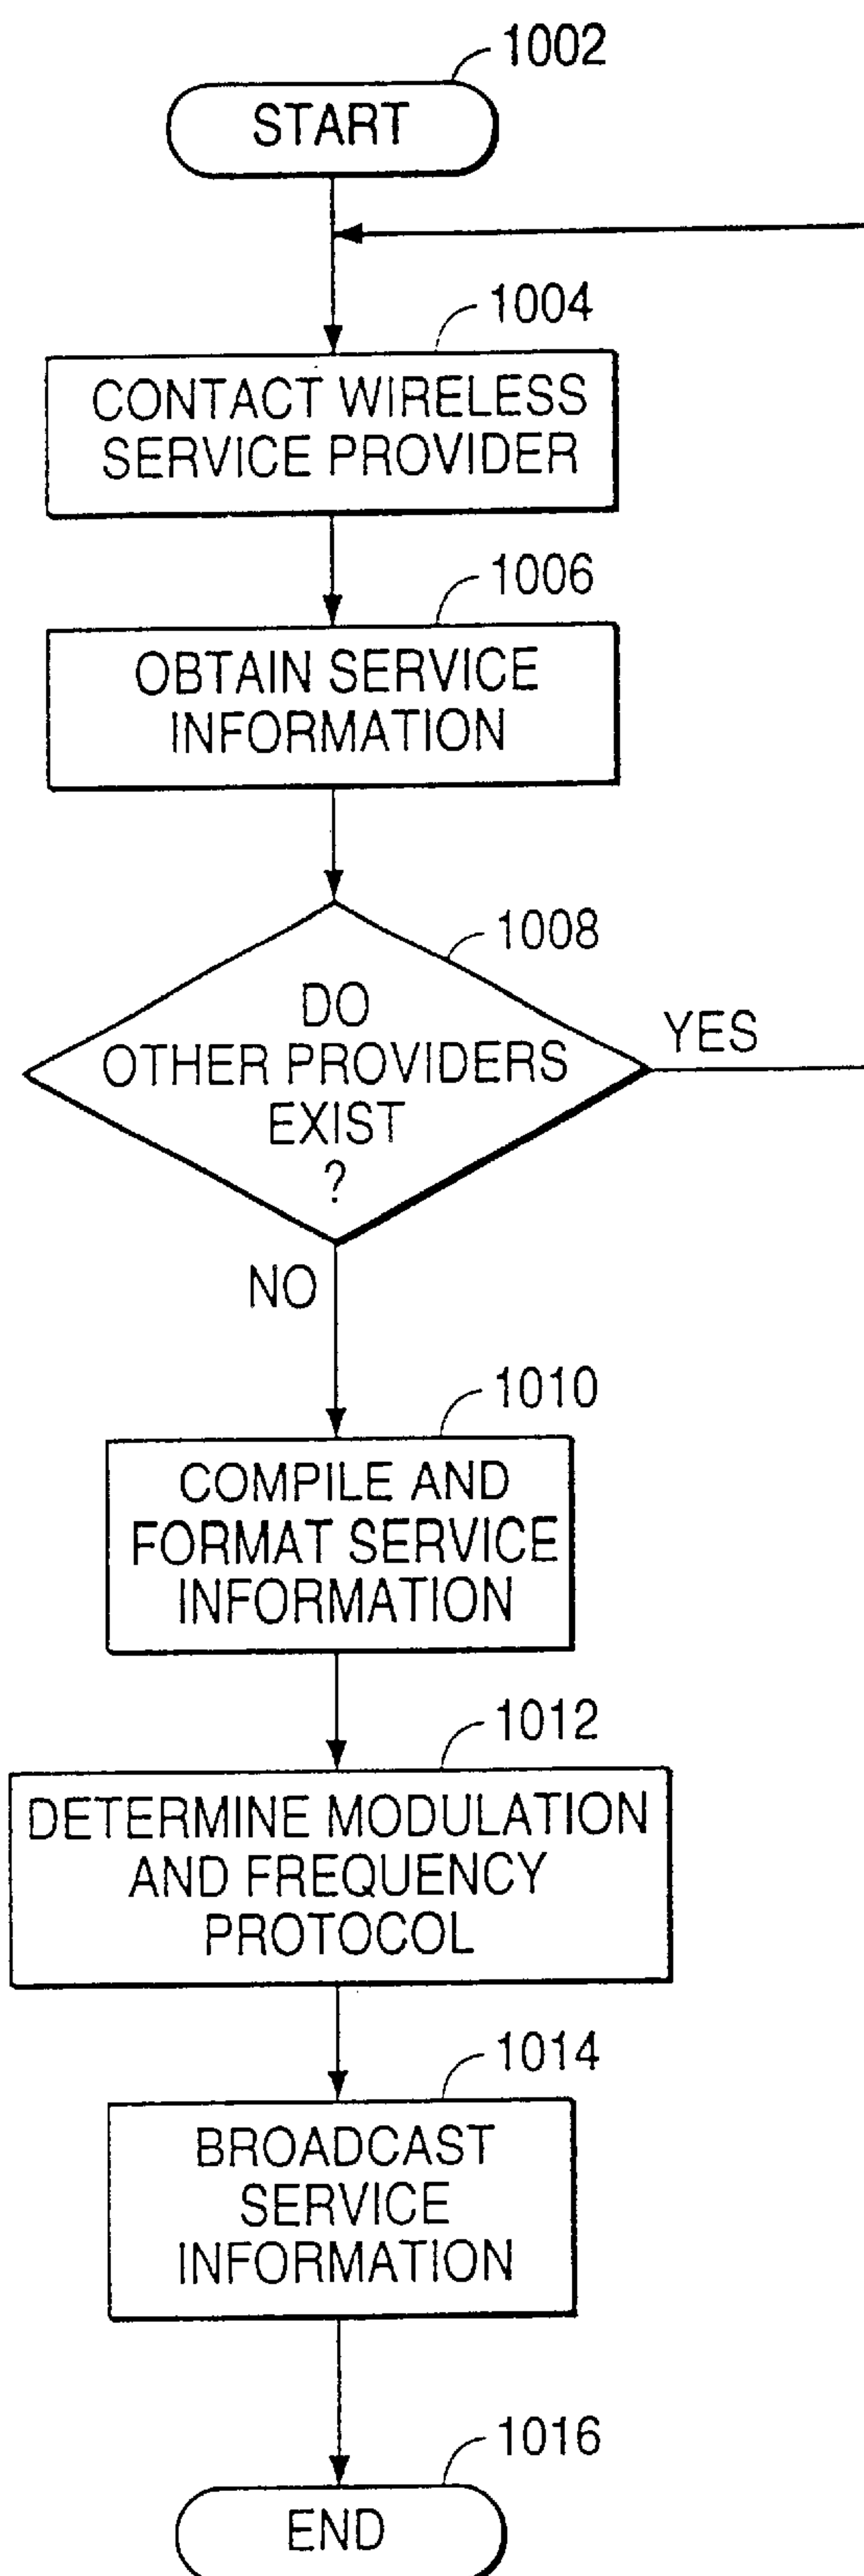 1002
START
1004
CONTACT WIRELESS
SERVICE PROVIDER
1006
OBTAIN SERVICE
INFORMATION
1008
DO
OTHER PROVIDERS
EXIST
?
YES
NO
1010
COMPILE AND
FORMAT SERVICE
INFORMATION
1012
DETERMINE MODULATION
AND FREQUENCY
PROTOCOL
1014
BROADCAST
SERVICE
INFORMATION
1016
END